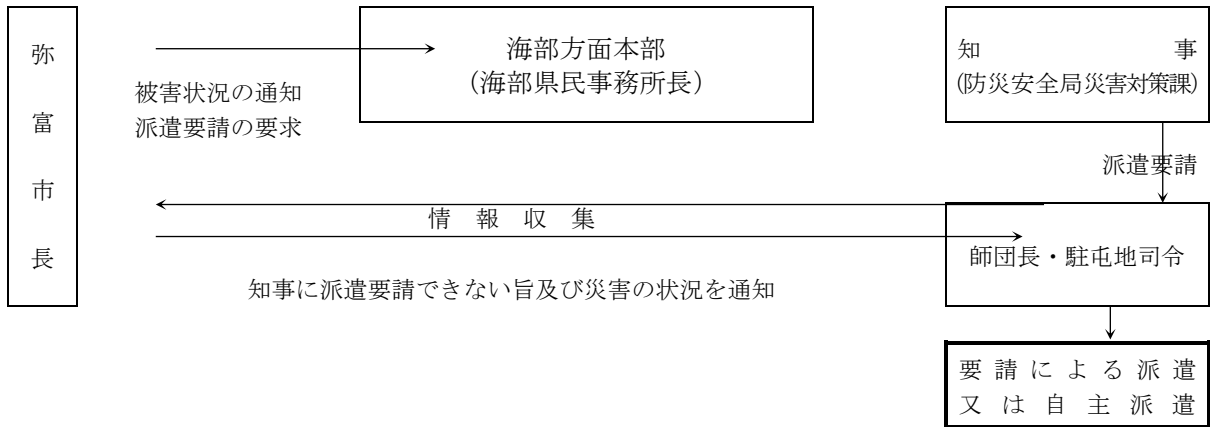 弥富市長
海部方面本部
（海部県民事務所長）
知事
(防災安全局災害対策課)
被害状況の通知
派遣要請の要求
派遣要請
情報収集
師団長・駐屯地司令
知事に派遣要請できない旨及び災害の状況を通知
要請による派遣
又は自主派遣